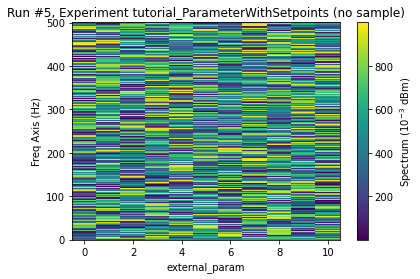 Run #5, Experiment tutorial_ParameterWithSetpoints (no sample)
500
400
300
200
100
0
Freq Axis (Hz)
0 2 4 6 8 10
external_param
800
600
400
200
Spectrum (10⁻³ dBm)